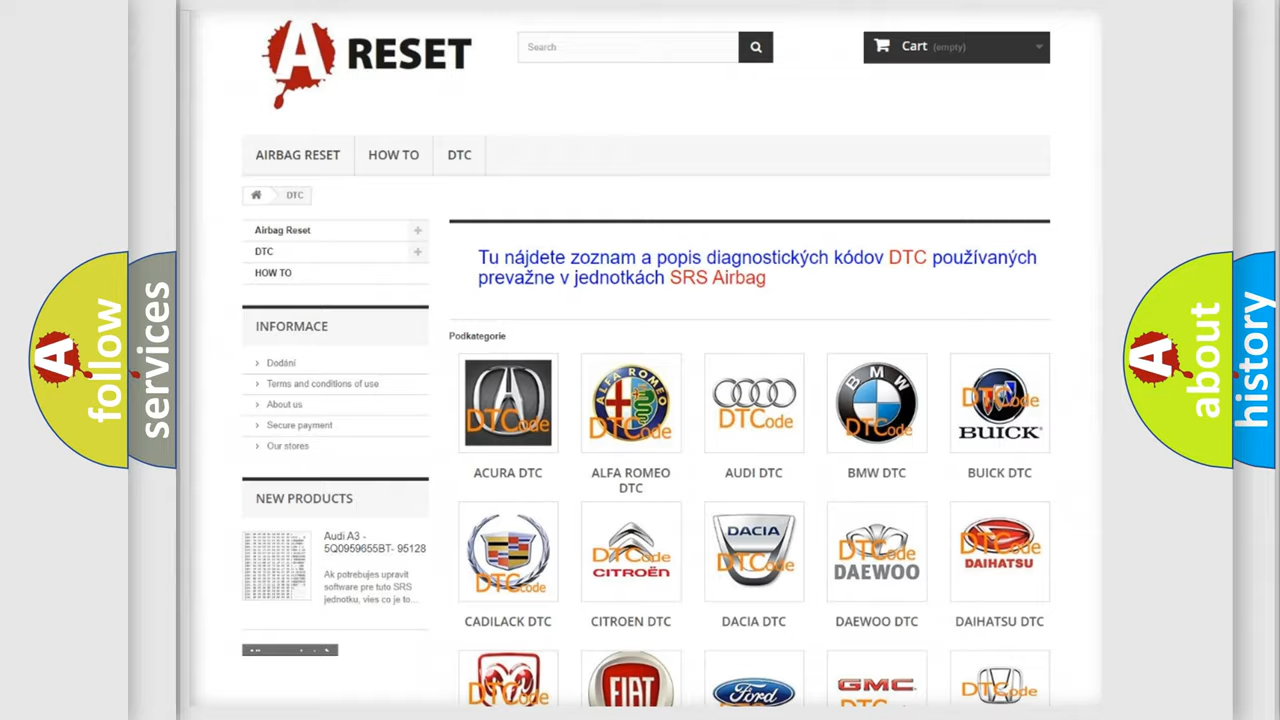 A RESET
Search
Cart (empty)
AIRBAG RESET
HOW TO
DTC
DTC
Airbag Reset
DTC
HOW TO
INFORMACE
Dodání
Terms and conditions of use
About us
Secure payment
Our stores
NEW PRODUCTS
Audi A3 -
5Q0959655BT- 95128
Ak potrebujes upravit
software pre tuto SRS
jednotku, vies co je to...
Tu nájdete zoznam a popis diagnostických kódov DTC používaných
prevažne v jednotkách SRS Airbag
Podkategorie
DTCode
ALFA ROMEO
DTCode
DTCode
BMW
DTCode
DTCode
BUICK
ACURA DTC
ALFA ROMEO
DTC
AUDI DTC
BMW DTC
BUICK DTC
DTCode
DTCode
CITROËN
DACIA
DTCode
DTCode
DAEWOO
DTCode
DAIHATSU
CADILACK DTC
CITROEN DTC
DACIA DTC
DAEWOO DTC
DAIHATSU DTC
DTCode
FIAT
Ford
GMC
DTCode
A follow
services
A about
history